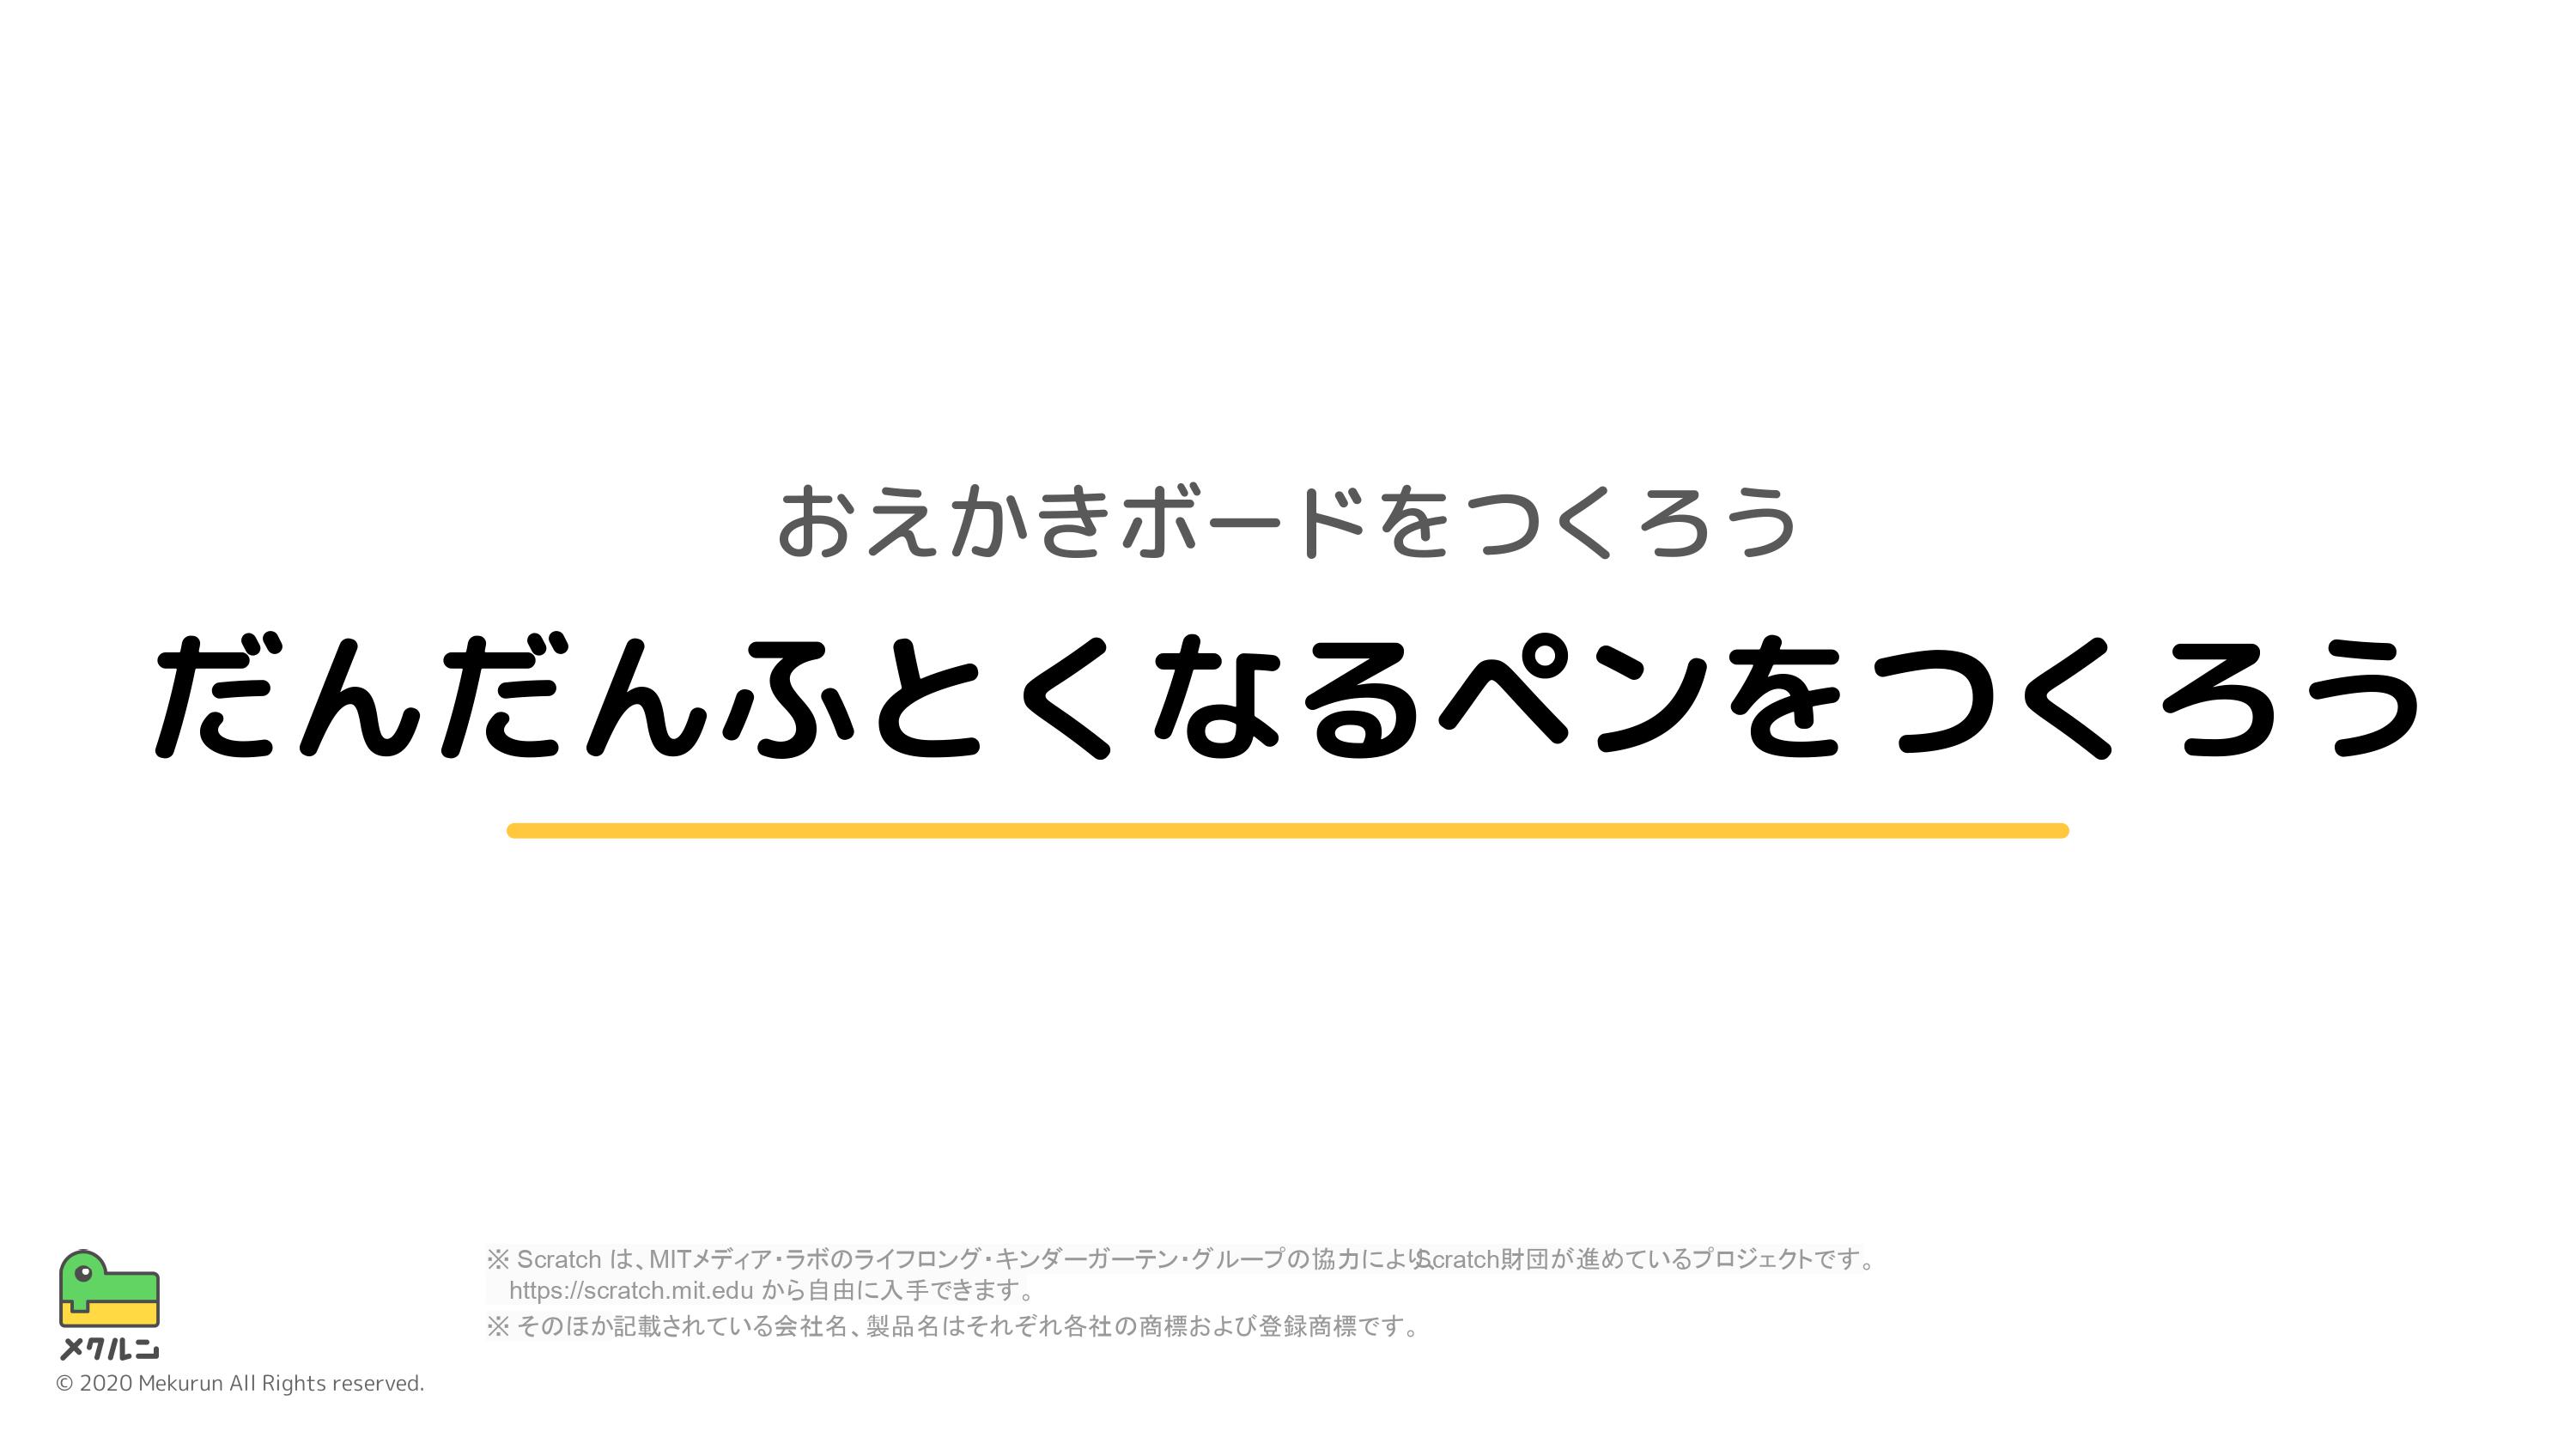 おえかきボードをつくろう
だんだんふとくなるペンをつくろう
※ Scratch は、MITメディア・ラボのライフロング・キンダーガーテン・グループの協力により、Scratch財団が進めているプロジェクトです。
https://scratch.mit.edu から自由に入手できます。
※ そのほか記載されている会社名、製品名はそれぞれ各社の商標および登録商標です。
メクルン
© 2020 Mekurun All Rights reserved.